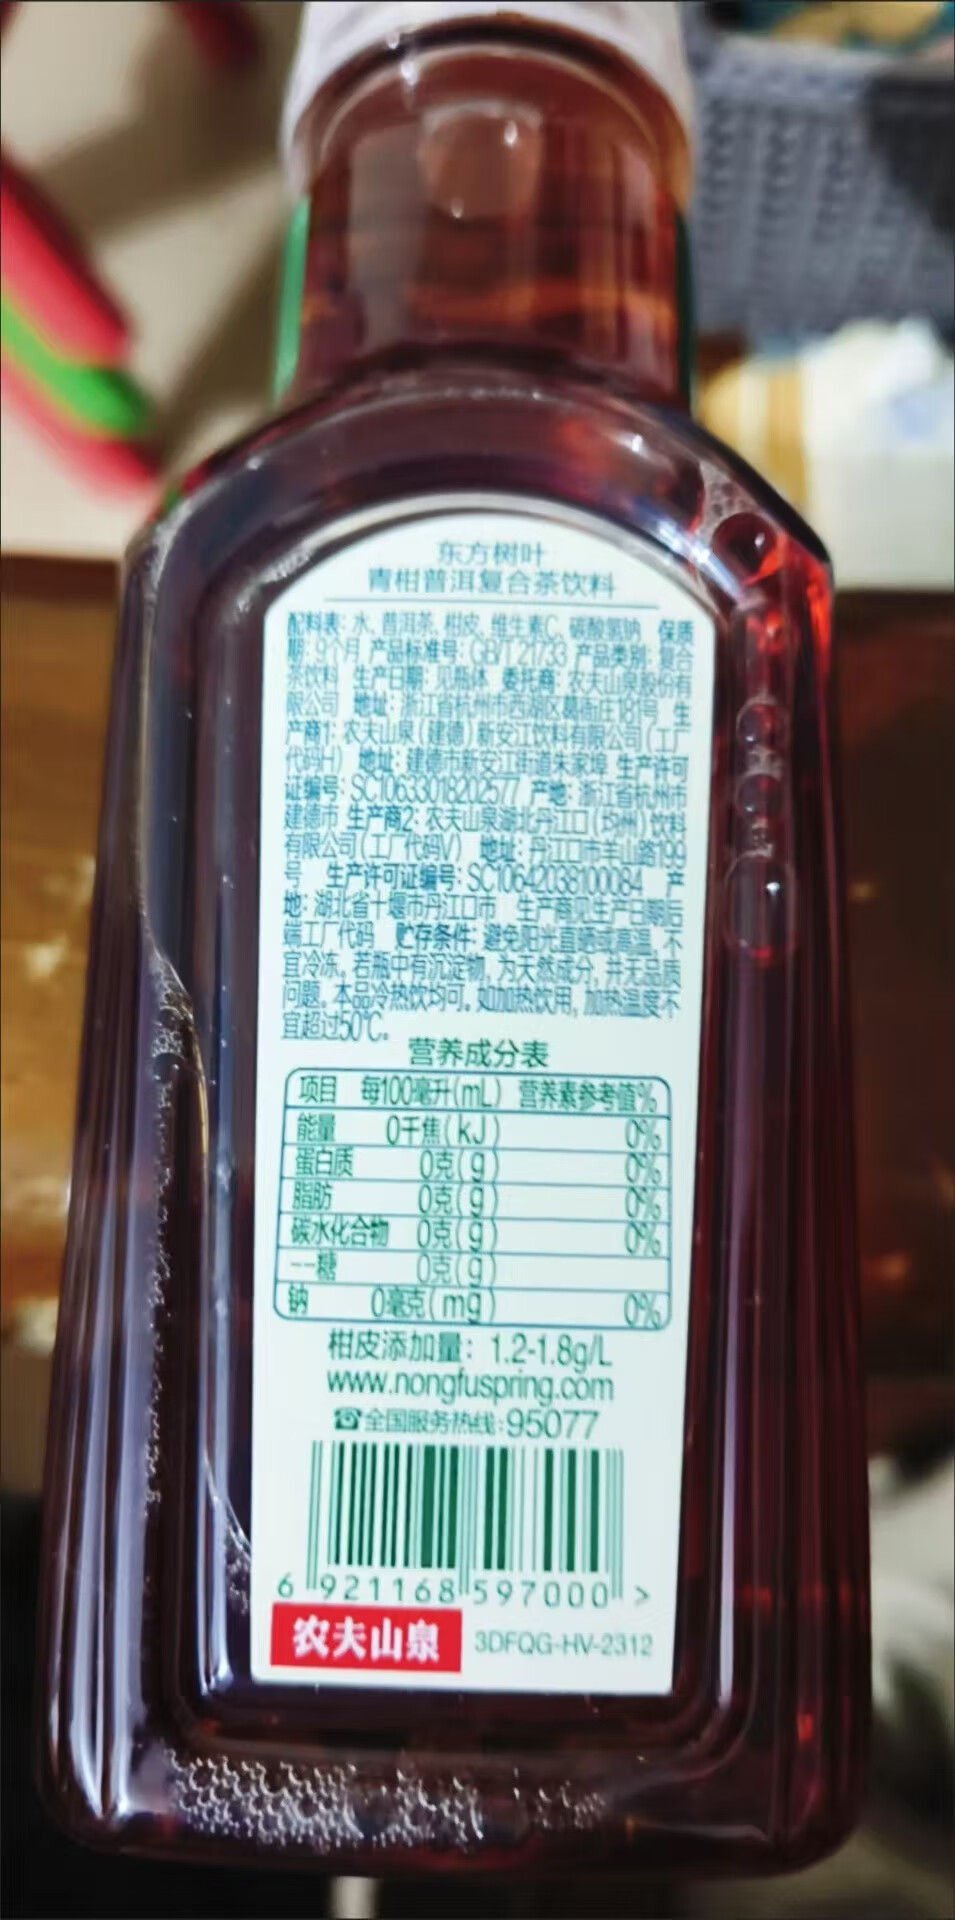 东方树叶
青柑普洱复合茶饮料
配料表: 水, 普洱茶, 柑皮, 维生素C, 碳酸氢钠 保质
期: 9个月 产品标准号: GB/T 21733 产品类别: 复合
茶饮料 生产日期: 见瓶体 委托商: 农夫山泉股份有
限公司 地址: 浙江省杭州市西湖区葛衙庄181号 生
产商1: 农夫山泉(建德)新安江饮料有限公司(工厂
代码H) 地址: 建德市新安江街道朱家埠 生产许可
证编号: SC10633018202577 产地: 浙江省杭州市
建德市 生产商2: 农夫山泉湖北丹江口(均州)饮料
有限公司(工厂代码V) 地址: 丹江口市羊山路199
号 生产许可证编号: SC10642038100084 产
地: 湖北省十堰市丹江口市 生产商见生产日期后
端工厂代码 贮存条件: 避免阳光直晒或高温, 不
宜冷冻。若瓶中有沉淀物, 为天然成分, 并无品质
问题。本品冷热饮均可。如加热饮用, 加热温度不
宜超过50℃。
营养成分表
项目 每100毫升(mL) 营养素参考值%
能量 0千焦(kJ) 0%
蛋白质 0克(g) 0%
脂肪 0克(g) 0%
碳水化合物 0克(g) 0%
--糖 0克(g)
钠 0毫克(mg) 0%
柑皮添加量: 1.2-1.8g/L
www.nongfuspring.com
☎全国服务热线: 95077
6 921168 597000 >
农夫山泉 3DFQG-HV-2312